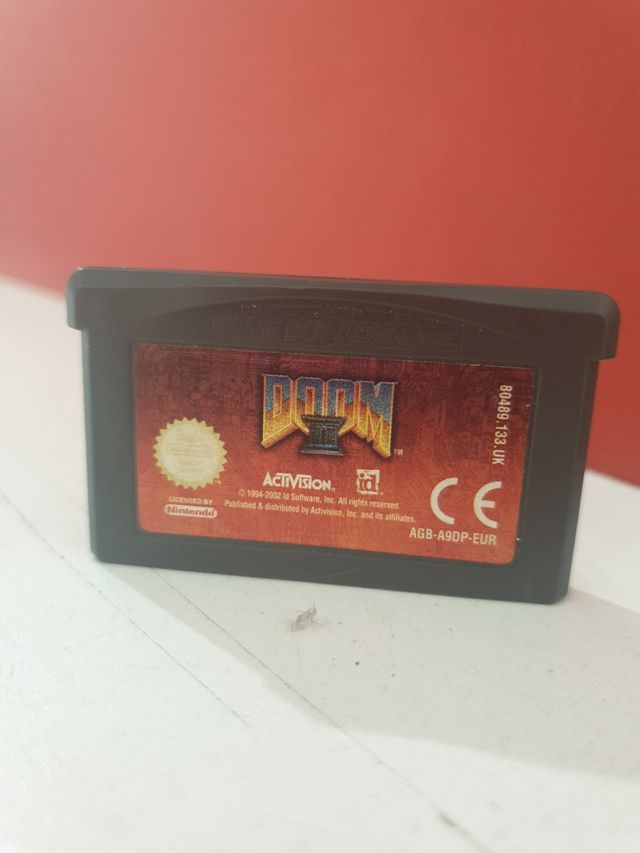 GAME BOY ADVANCE
DOOM II ™
80489.133.UK
ACTIVISION. id
LICENSED BY
Nintendo
© 1994-2002 Id Software, Inc. All rights reserved.
Published & distributed by Activision, Inc. and its affiliates.
CE
AGB-A9DP-EUR